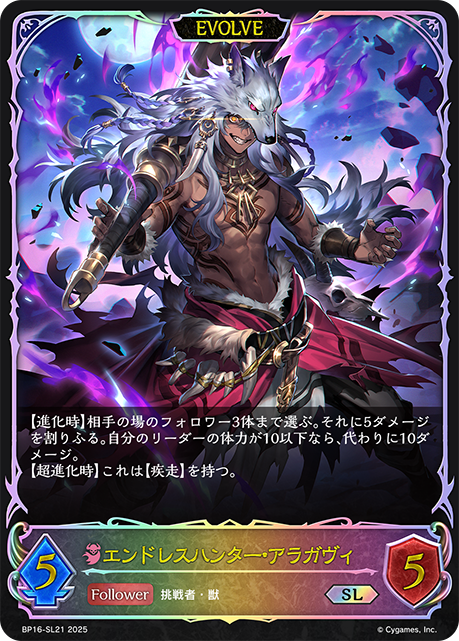 EVOLVE
【進化時】相手の場のフォロワー3体まで選ぶ。それに5ダメージ
を割りふる。自分のリーダーの体力が10以下なら、代わりに10ダ
メージ。
【超進化時】これは【疾走】を持つ。
5 エンドレスハンター・アラガヴィ 5
Follower 挑戦者・獣 SL
BP16-SL21 2025 © Cygames, Inc.